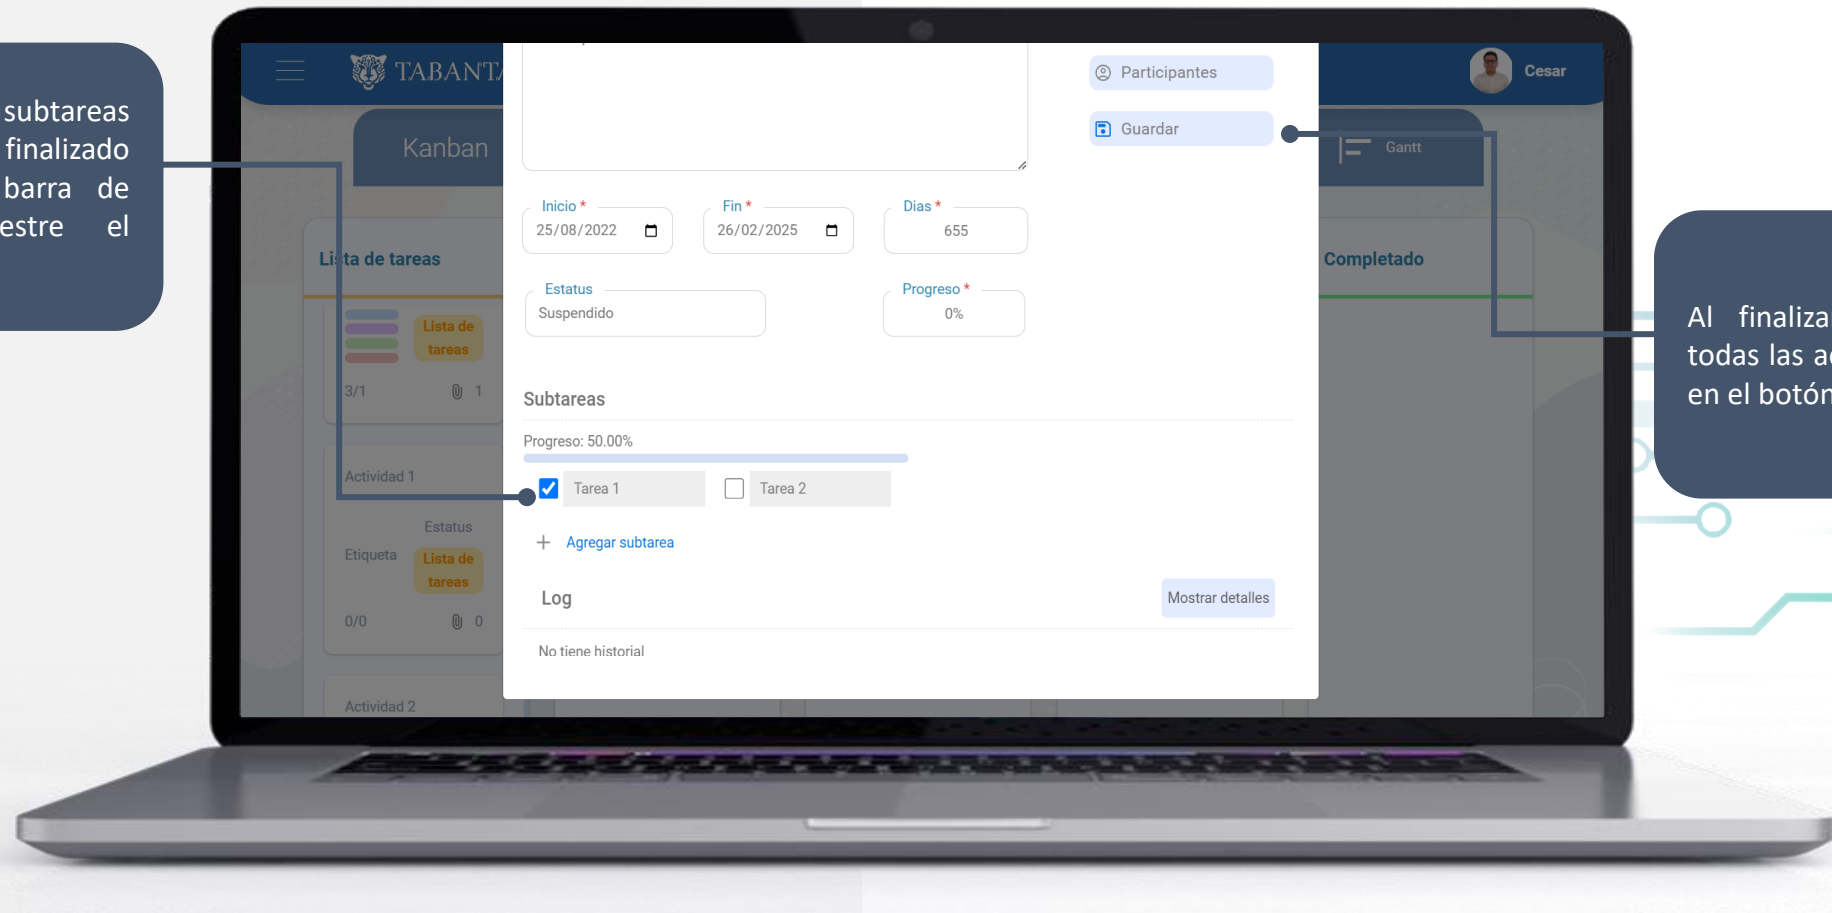 subtareas
finalizado
barra de
estre el
TABANTA
Cesar
Kanban
Gantt
Participantes
Guardar
Inicio *
25/08/2022
Fin *
26/02/2025
Dias *
655
Estatus
Suspendido
Progreso *
0%
Lista de tareas
Completado
Lista de
tareas
3/1
1
Actividad 1
Estatus
Etiqueta
Lista de
tareas
0/0
0
Actividad 2
Subtareas
Progreso: 50.00%
Tarea 1
Tarea 2
+ Agregar subtarea
Log
Mostrar detalles
No tiene historial
Al finaliza
todas las a
en el botón